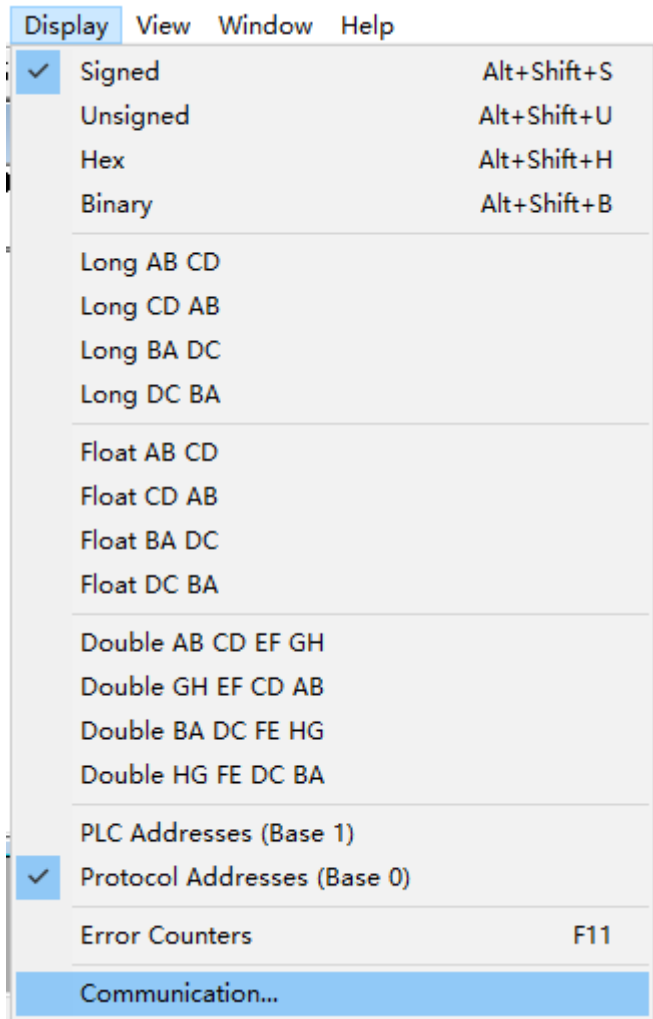 Display View Window Help
Signed Alt+Shift+S
Unsigned Alt+Shift+U
Hex Alt+Shift+H
Binary Alt+Shift+B
Long AB CD
Long CD AB
Long BA DC
Long DC BA
Float AB CD
Float CD AB
Float BA DC
Float DC BA
Double AB CD EF GH
Double GH EF CD AB
Double BA DC FE HG
Double HG FE DC BA
PLC Addresses (Base 1)
Protocol Addresses (Base 0)
Error Counters F11
Communication...